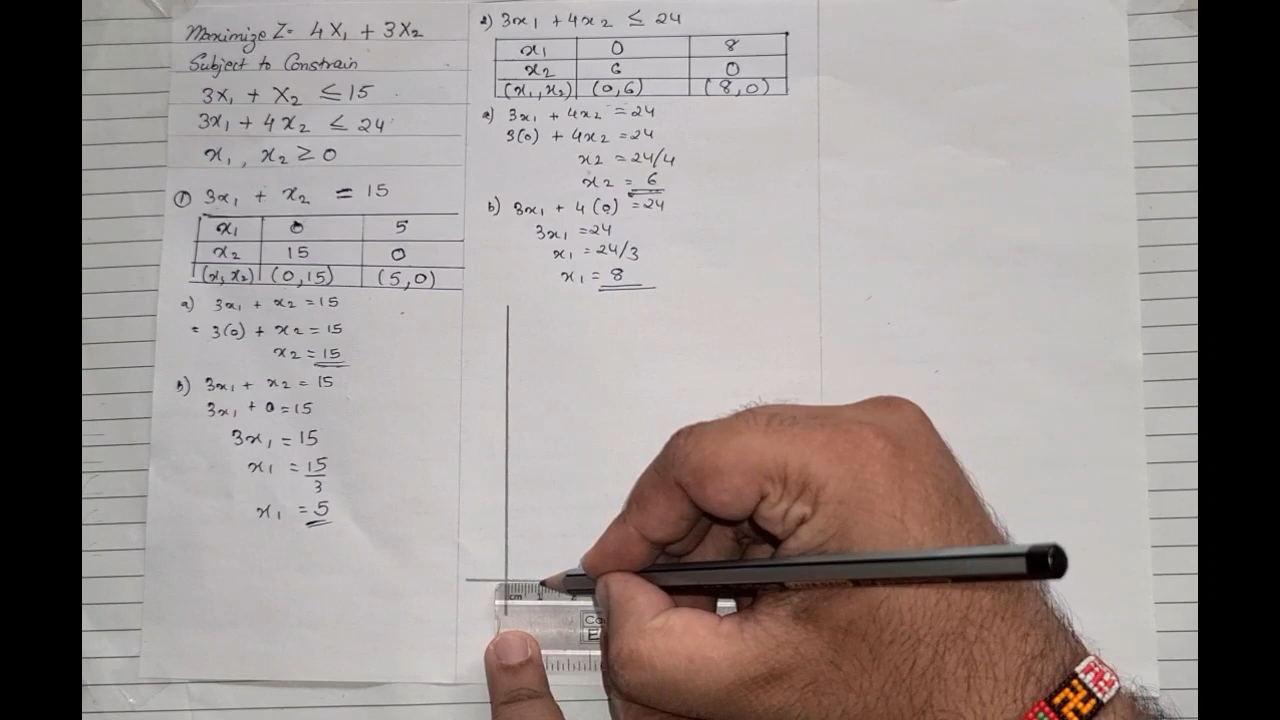 Maximize Z= 4X₁ + 3X₂
Subject to Constrain
3X₁ + X₂ ≤ 15
3x₁ + 4x₂ ≤ 24
x₁, x₂ ≥ 0
① 3x₁ + x₂ = 15
x₁ 0 5
x₂ 15 0
(x₁ x₂) (0,15) (5,0)
a) 3x₁ + x₂ = 15
= 3(0) + x₂ = 15
x₂ = 15
b) 3x₁ + x₂ = 15
3x₁ + 0 = 15
3x₁ = 15
x₁ = 15
3
x₁ = 5
2) 3x₁ + 4x₂ ≤ 24
x₁ 0 8
x₂ 6 0
(x₁, x₂) (0,6) (8,0)
a) 3x₁ + 4x₂ = 24
3(0) + 4x₂ = 24
x2 = 24/4
x₂ = 6
b) 3x₁ + 4(0) = 24
3x₁ = 24
x₁ = 24/3
x₁ = 8
cm 1 2